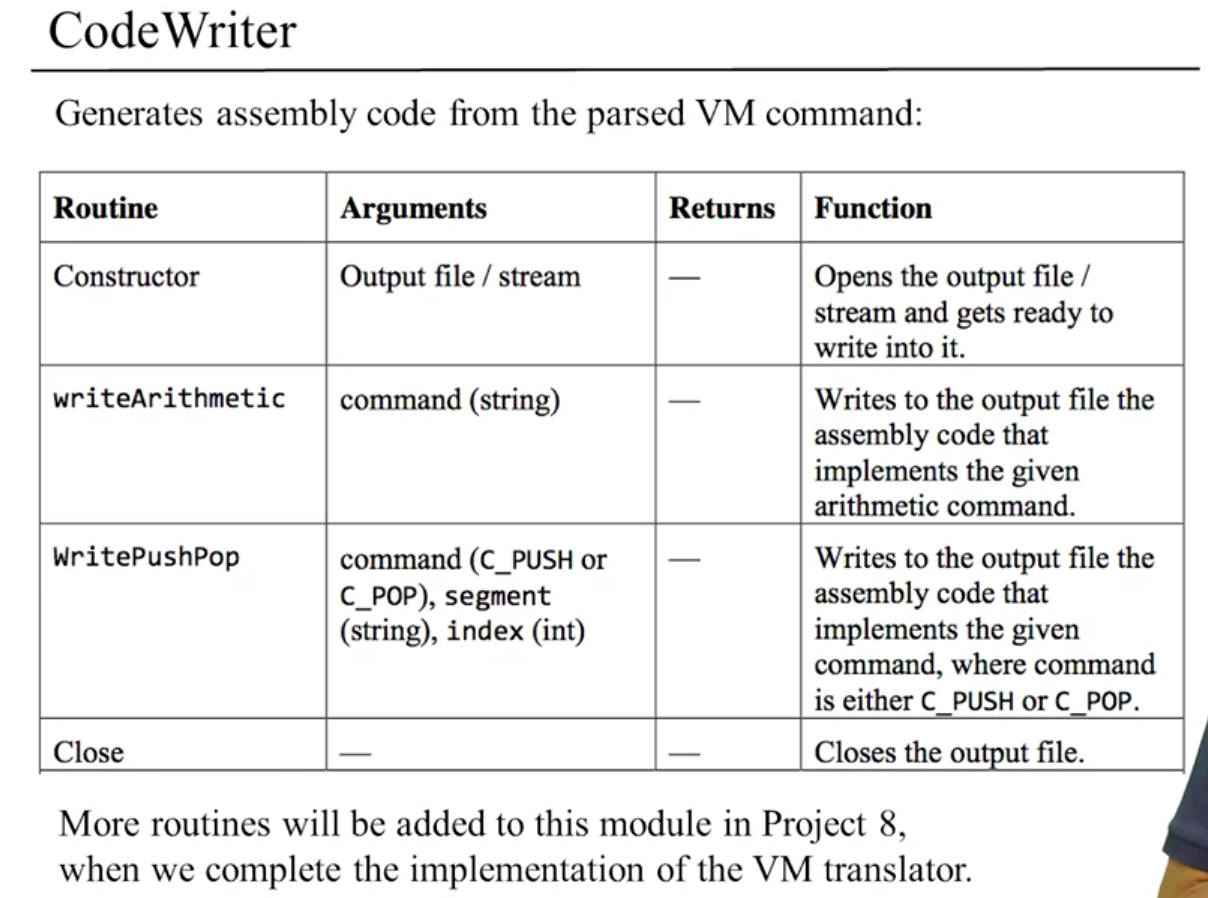 CodeWriter
Generates assembly code from the parsed VM command:
Routine Arguments Returns Function
Constructor Output file / stream — Opens the output file /
stream and gets ready to
write into it.
writeArithmetic command (string) — Writes to the output file the
assembly code that
implements the given
arithmetic command.
WritePushPop command (C_PUSH or — Writes to the output file the
C_POP), segment assembly code that
(string), index (int) implements the given
command, where command
is either C_PUSH or C_POP.
Close — — Closes the output file.
More routines will be added to this module in Project 8,
when we complete the implementation of the VM translator.